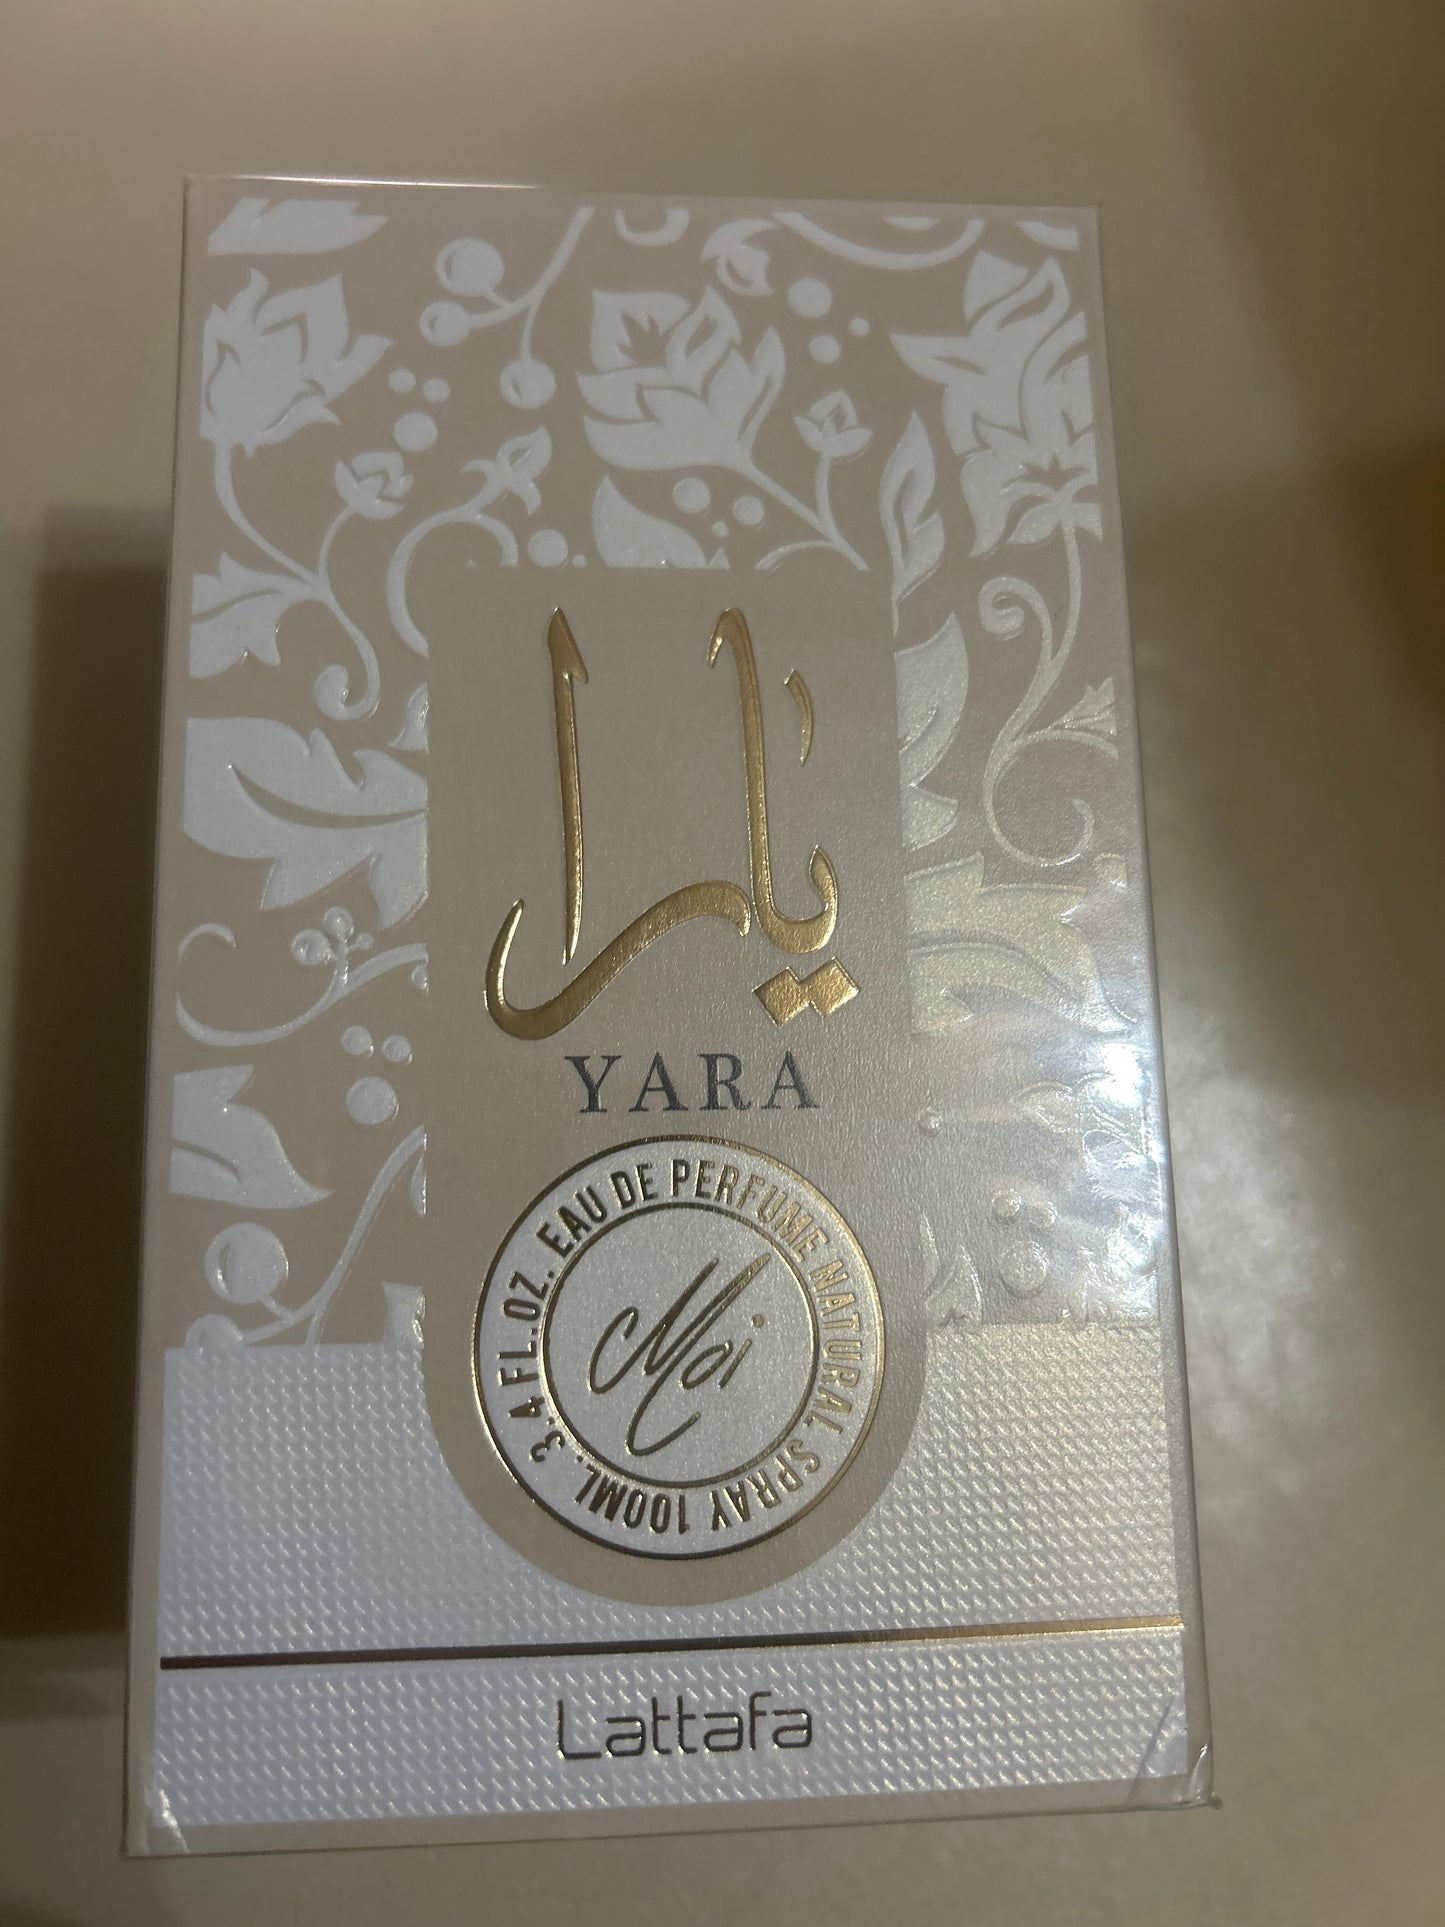 يارا
YARA
EAU DE PERFUME NATURAL SPRAY 100ML. 3.4 FL.OZ.
Moi
Lattafa